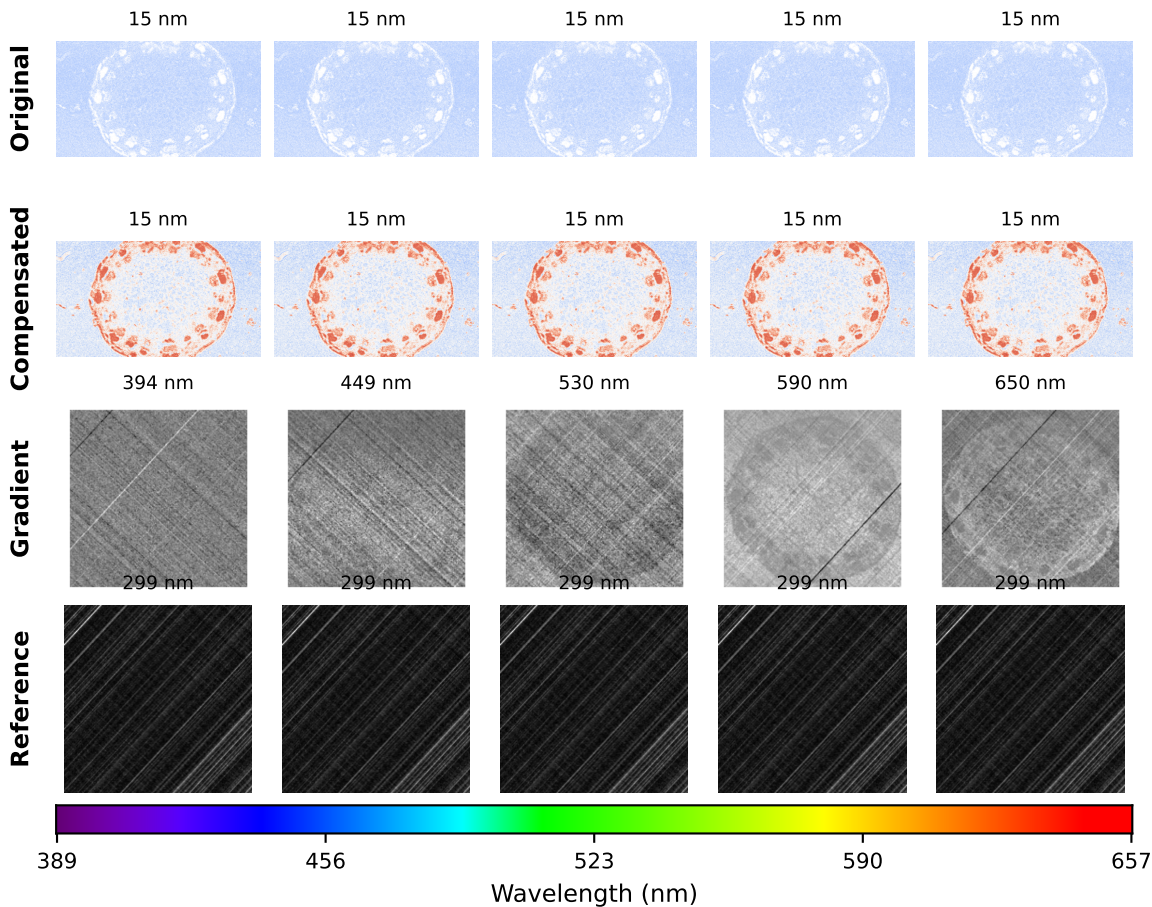 15 nm 15 nm 15 nm 15 nm 15 nm
Original
15 nm 15 nm 15 nm 15 nm 15 nm
Compensated
394 nm 449 nm 530 nm 590 nm 650 nm
Gradient
299 nm 299 nm 299 nm 299 nm 299 nm
Reference
389 456 523 590 657
Wavelength (nm)